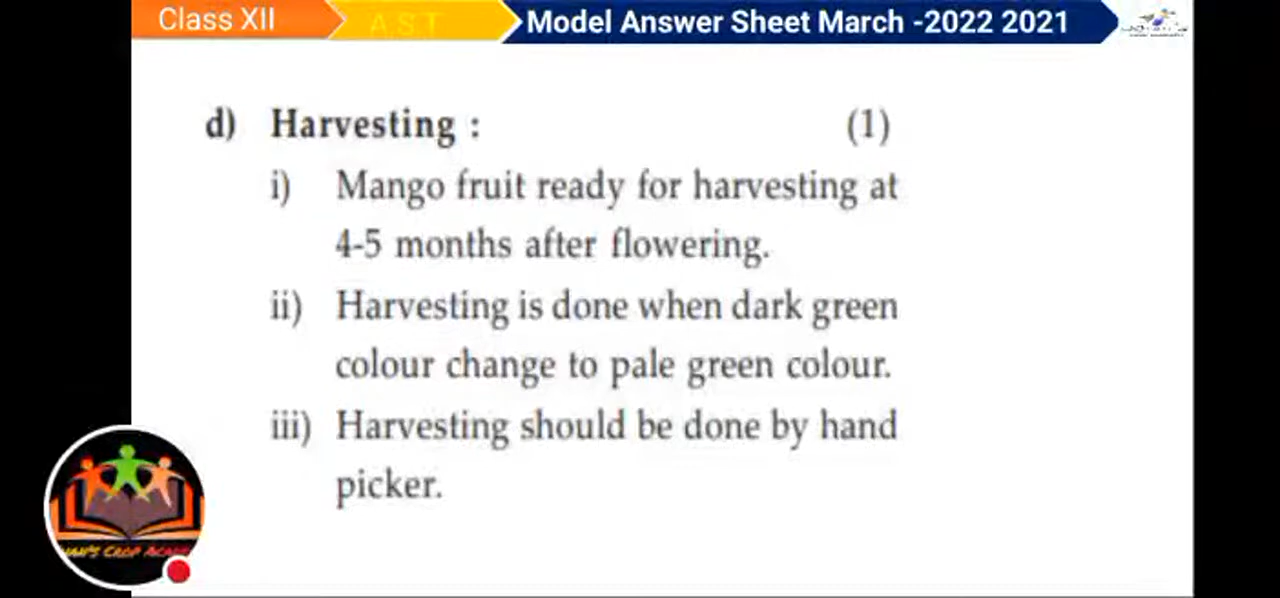 Class XII
A.S.T
Model Answer Sheet March -2022 2021
d) Harvesting : (1)
i) Mango fruit ready for harvesting at
4-5 months after flowering.
ii) Harvesting is done when dark green
colour change to pale green colour.
iii) Harvesting should be done by hand
picker.
CROP